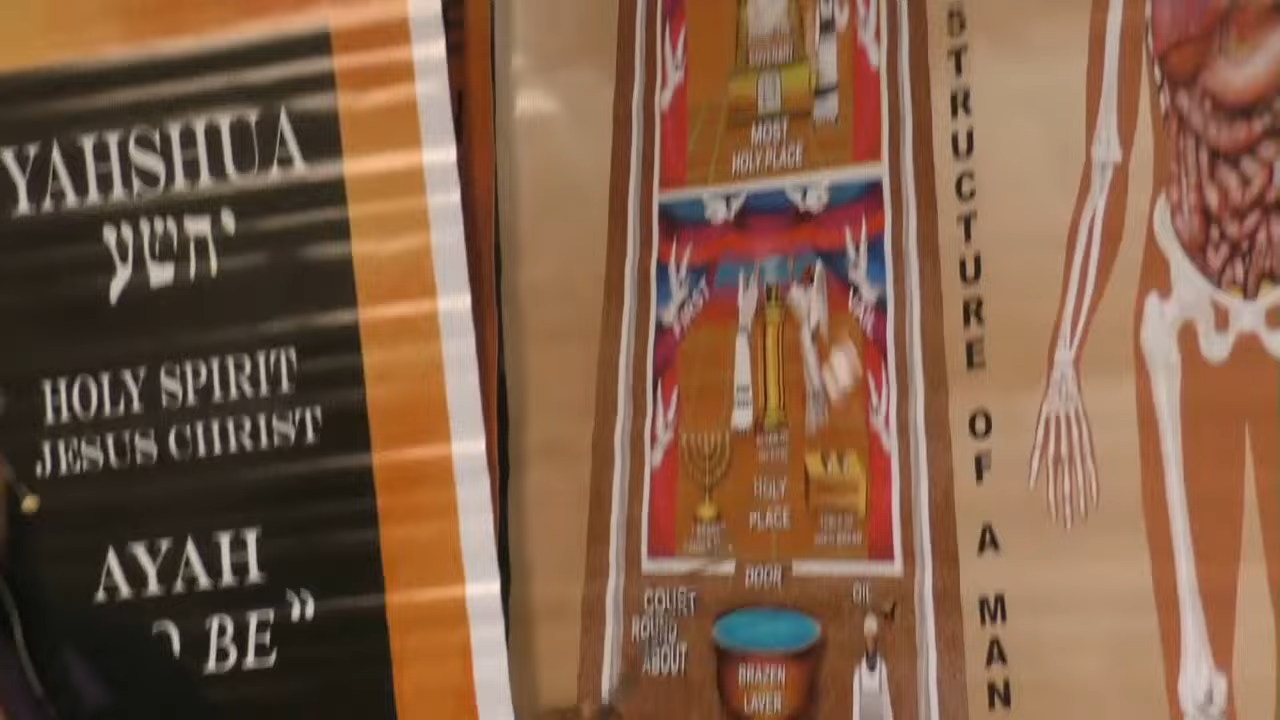 YAHSHUA
יהשע
HOLY SPIRIT
JESUS CHRIST
AYAH
BE”
MOST
HOLY PLACE
HOLY
PLACE
DOOR
COURT
ROUND
ABOUT
OIL
BRAZEN
LAVER
STRUCTURE OF A MAN